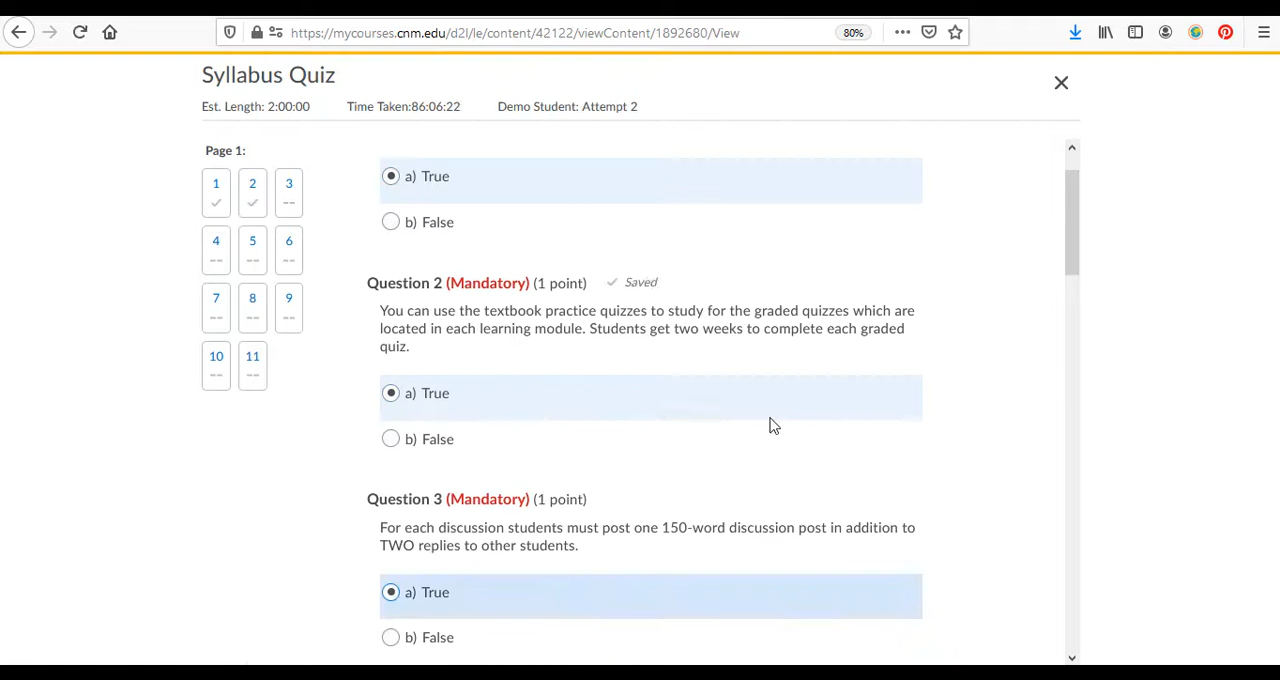 https://mycourses.cnm.edu/d2l/le/content/42122/viewContent/1892680/View
80%
Syllabus Quiz
Est. Length: 2:00:00 Time Taken:86:06:22 Demo Student: Attempt 2
Page 1:
1 2 3
-- 
4 5 6
-- -- --
7 8 9
-- -- --
10 11
-- --
a) True
b) False
Question 2 (Mandatory) (1 point) Saved
You can use the textbook practice quizzes to study for the graded quizzes which are
located in each learning module. Students get two weeks to complete each graded
quiz.
a) True
b) False
Question 3 (Mandatory) (1 point)
For each discussion students must post one 150-word discussion post in addition to
TWO replies to other students.
a) True
b) False